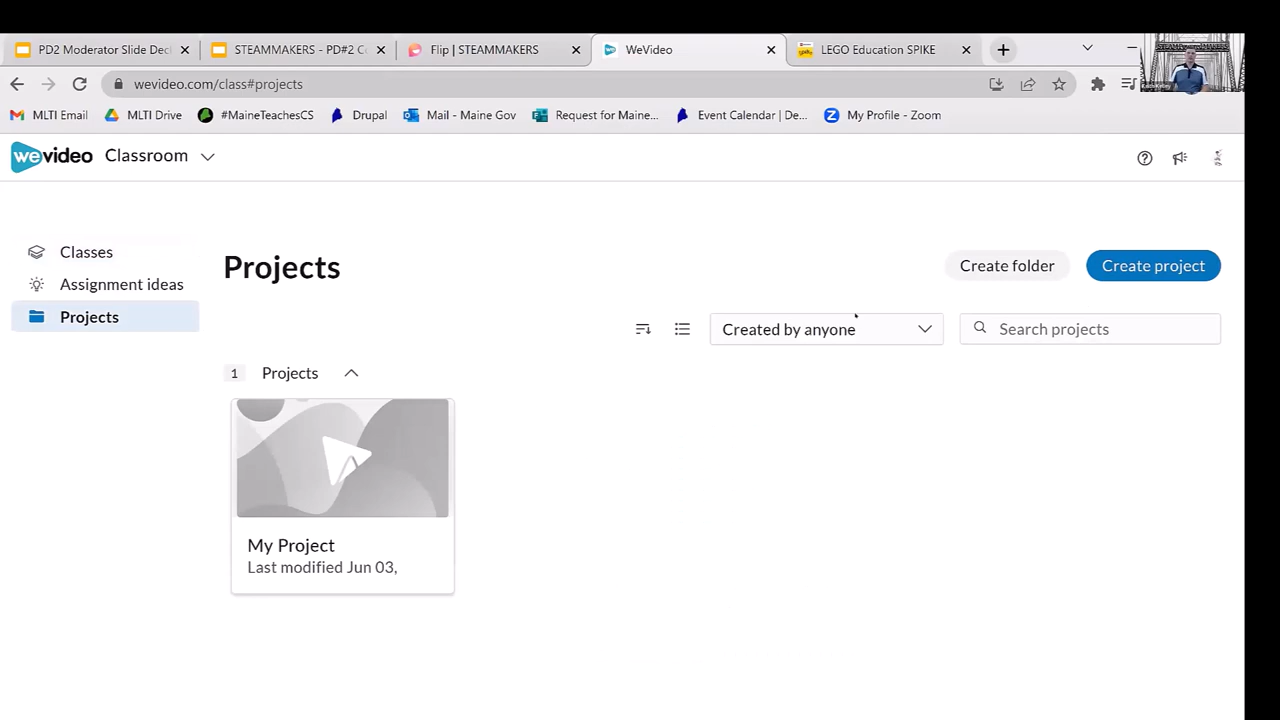 PD2 Moderator Slide Decl
STEAMMAKERS - PD#2 C
Flip | STEAMMAKERS
WeVideo
LEGO Education SPIKE
wevideo.com/class#projects
MLTI Email
MLTI Drive
#MaineTeachesCS
Drupal
Mail - Maine Gov
Request for Maine...
Event Calendar | De...
My Profile - Zoom
wevideo Classroom
Classes
Assignment ideas
Projects
Projects
Create folder
Create project
Created by anyone
Search projects
1 Projects
My Project
Last modified Jun 03,